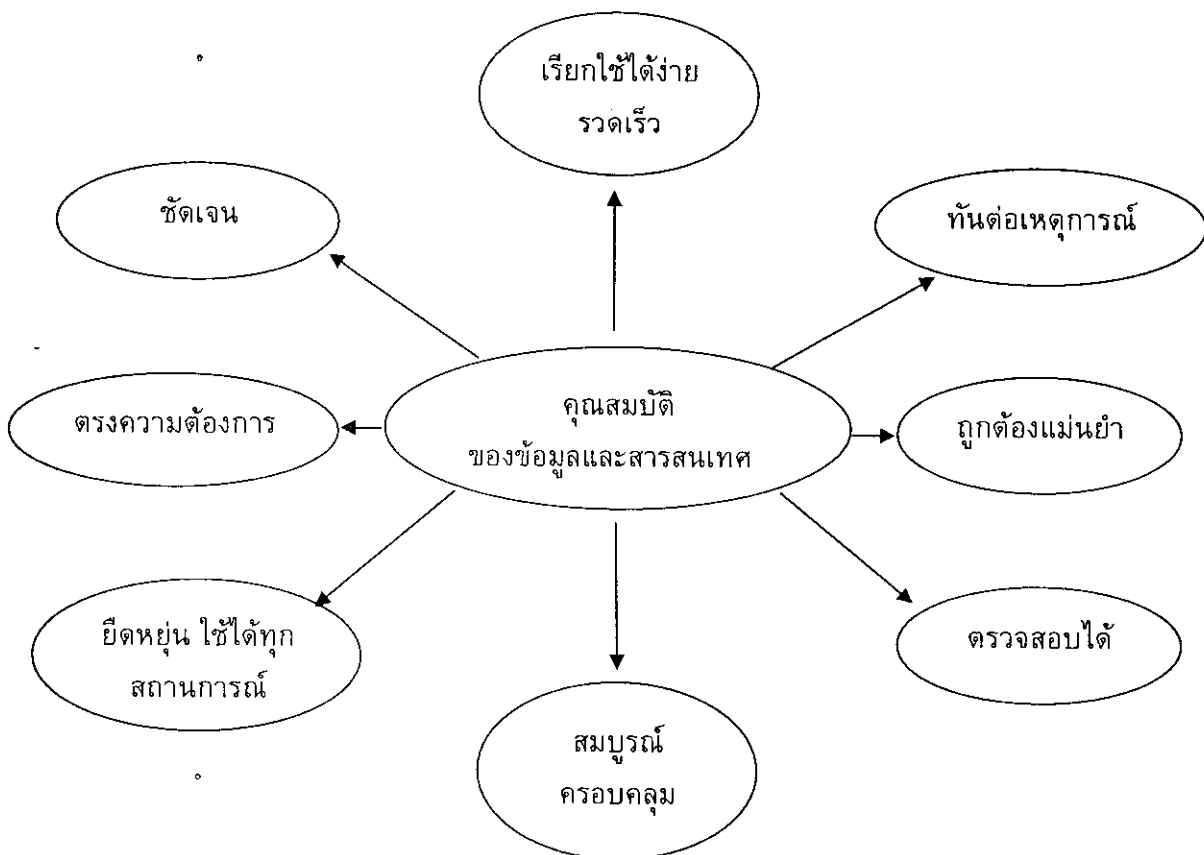 เรียกใช้ได้ง่าย
รวดเร็ว
ชัดเจน
ทันต่อเหตุการณ์
ตรงความต้องการ
คุณสมบัติ
ของข้อมูลและสารสนเทศ
ถูกต้องแม่นยำ
ยืดหยุ่น ใช้ได้ทุก
สถานการณ์
ตรวจสอบได้
สมบูรณ์
ครอบคลุม